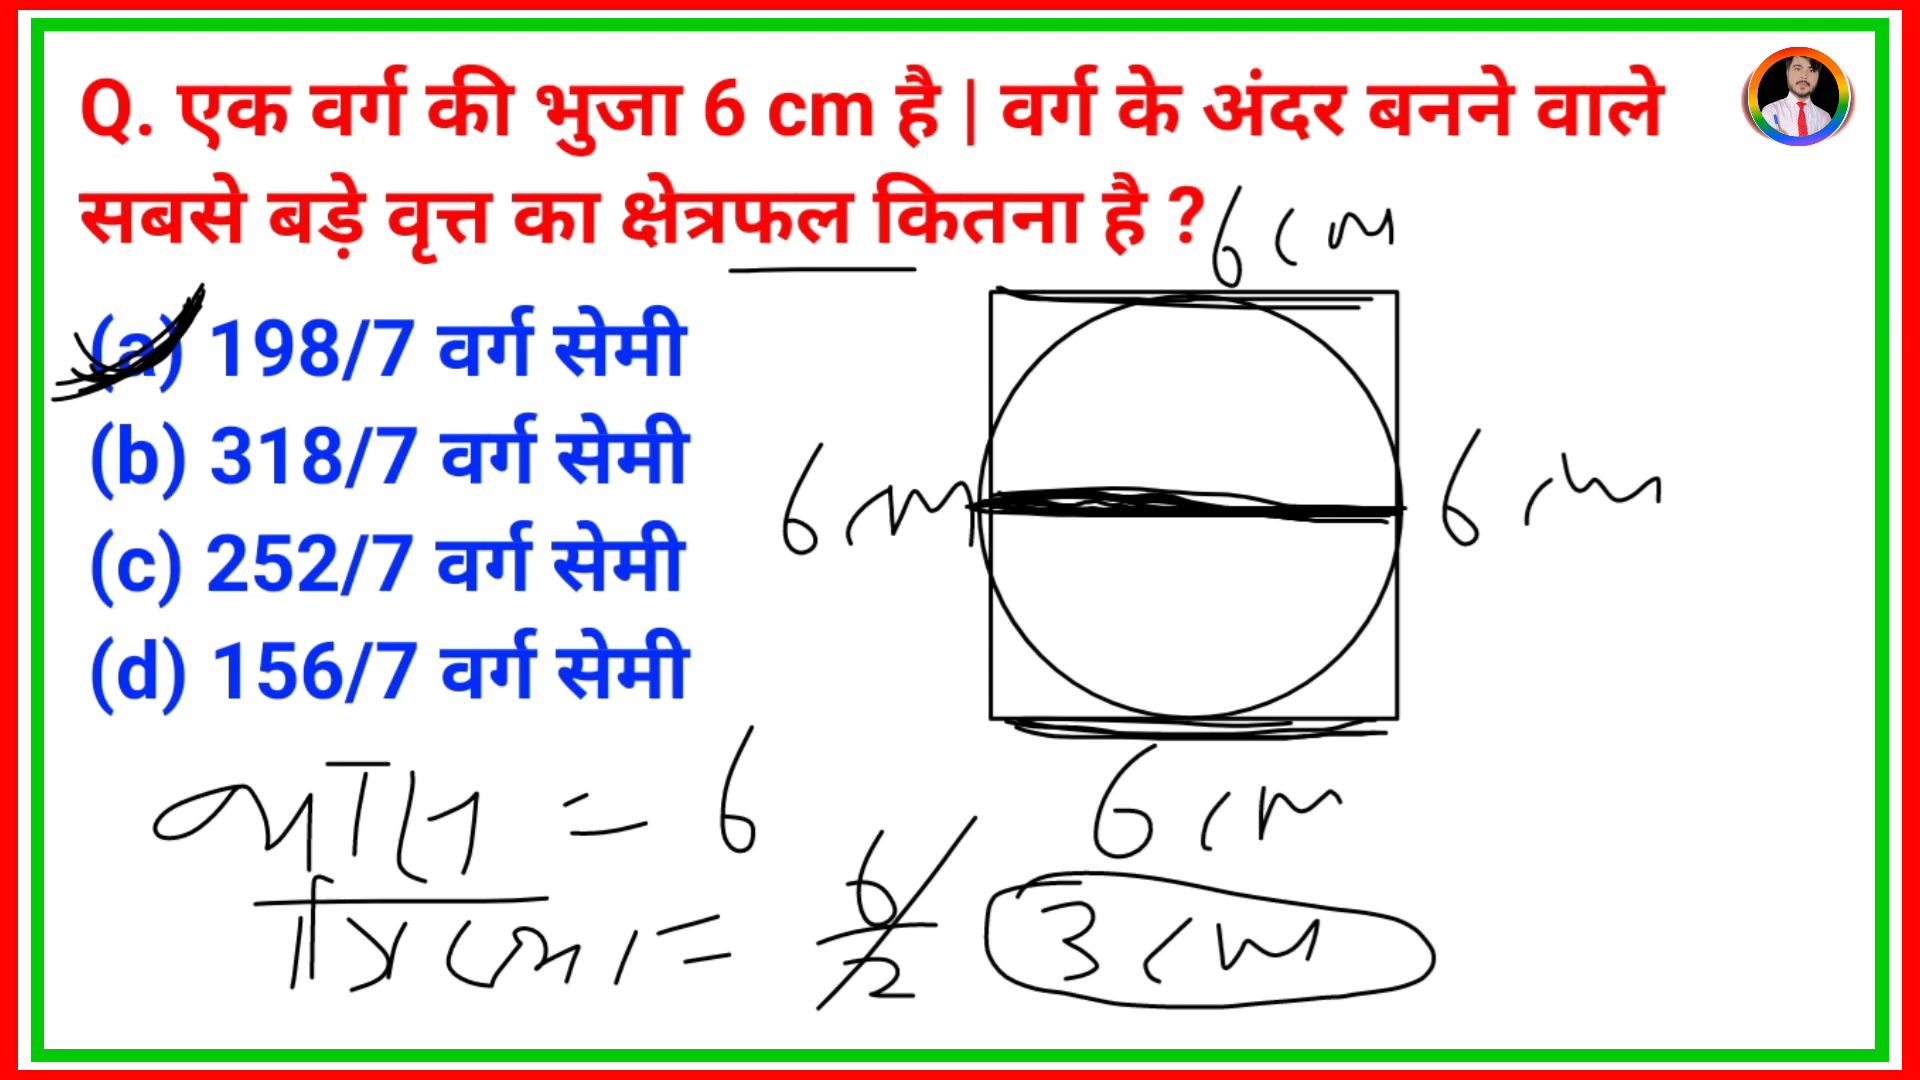 Q. एक वर्ग की भुजा 6 cm है | वर्ग के अंदर बनने वाले
सबसे बड़े वृत्त का क्षेत्रफल कितना है ?
6 cm
(a) 198/7 वर्ग सेमी
(b) 318/7 वर्ग सेमी
(c) 252/7 वर्ग सेमी
(d) 156/7 वर्ग सेमी
6 cm
6 cm
= 6
6 cm
= 6/2
3 cm